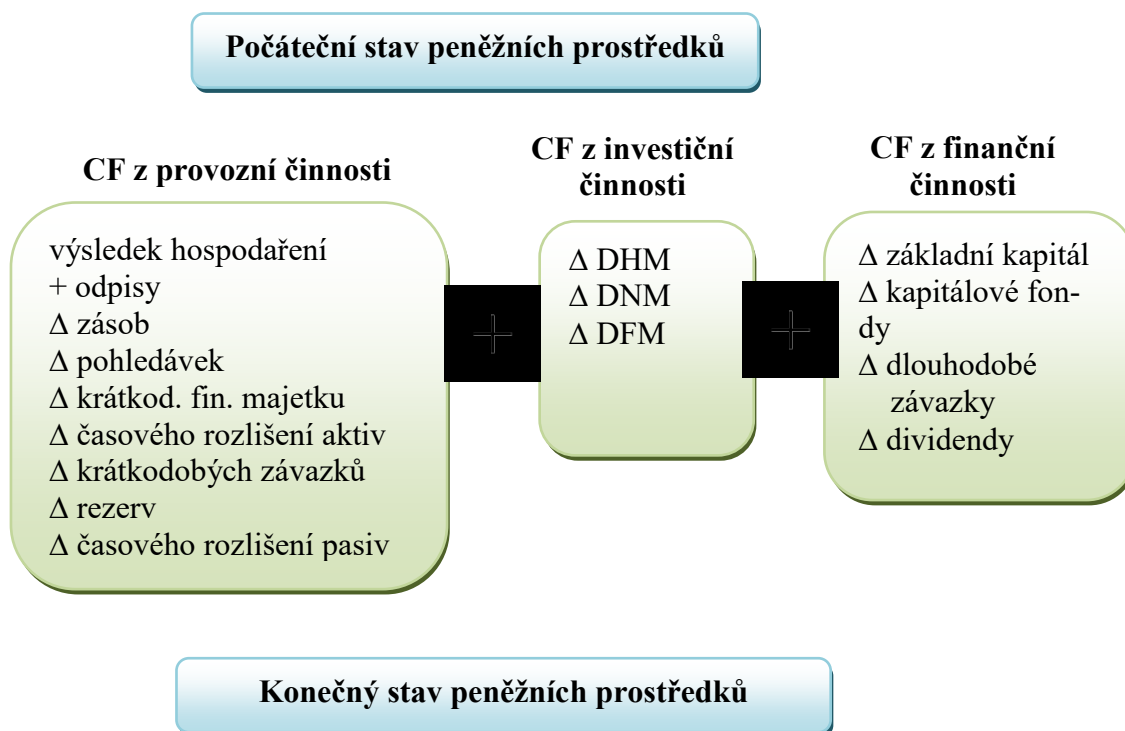 Počáteční stav peněžních prostředků
CF z provozní činnosti
výsledek hospodaření
+ odpisy
Δ zásob
Δ pohledávek
Δ krátkod. fin. majetku
Δ časového rozlišení aktiv
Δ krátkodobých závazků
Δ rezerv
Δ časového rozlišení pasiv
+
CF z investiční
činnosti
Δ DHM
Δ DNM
Δ DFM
+
CF z finanční
činnosti
Δ základní kapitál
Δ kapitálové fon-
dy
Δ dlouhodobé
závazky
Δ dividendy
Konečný stav peněžních prostředků